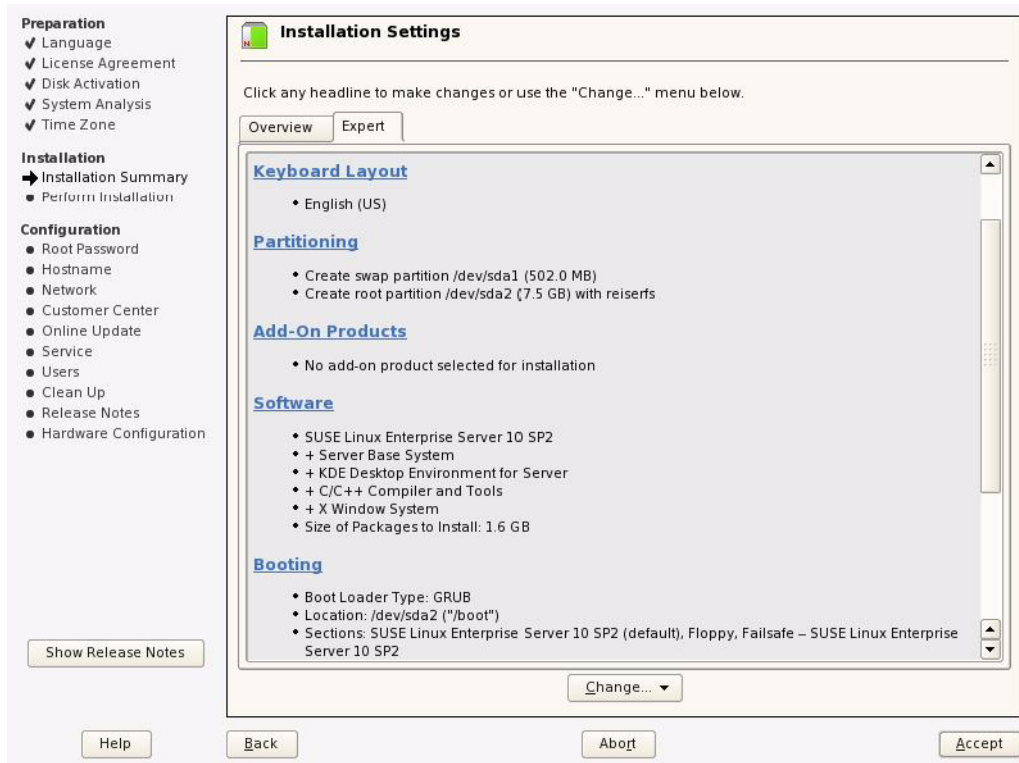 Preparation
Language
License Agreement
Disk Activation
System Analysis
Time Zone
Installation
Installation Summary
Perform Installation
Configuration
Root Password
Hostname
Network
Customer Center
Online Update
Service
Users
Clean Up
Release Notes
Hardware Configuration
Show Release Notes
Help
N
Installation Settings
Click any headline to make changes or use the "Change..." menu below.
Overview
Expert
Keyboard Layout
• English (US)
Partitioning
• Create swap partition /dev/sda1 (502.0 MB)
• Create root partition /dev/sda2 (7.5 GB) with reiserfs
Add-On Products
• No add-on product selected for installation
Software
• SUSE Linux Enterprise Server 10 SP2
• + Server Base System
• + KDE Desktop Environment for Server
• + C/C++ Compiler and Tools
• + X Window System
• Size of Packages to Install: 1.6 GB
Booting
• Boot Loader Type: GRUB
• Location: /dev/sda2 ("/boot")
• Sections: SUSE Linux Enterprise Server 10 SP2 (default), Floppy, Failsafe – SUSE Linux Enterprise
Server 10 SP2
Change...
Back
Abort
Accept